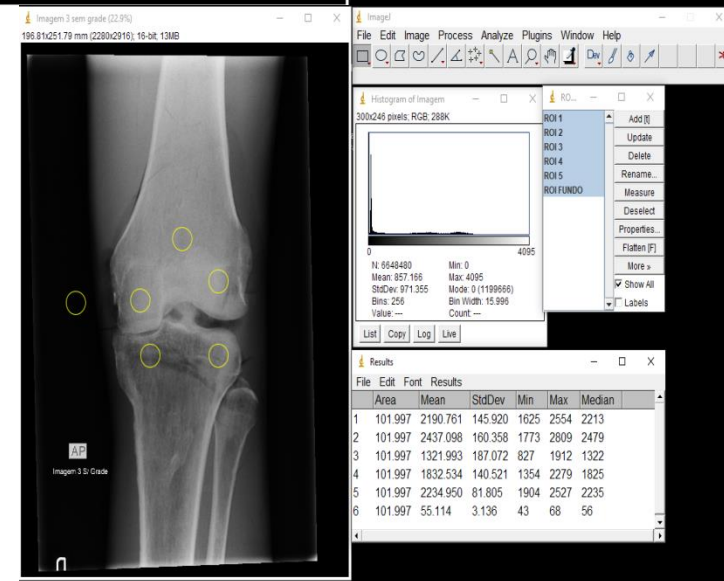 Imagem 3 sem grade (22.9%)
196.81x251.79 mm (2280x2916); 16-bit; 13MB
AP
Imagem 3 S/ Grade
ImageJ
File Edit Image Process Analyze Plugins Window Help
A Dev
Histogram of Imagem
300x246 pixels; RGB; 288K
0 4095
N: 6648480 Min: 0
Mean: 857.166 Max: 4095
StdDev: 971.355 Mode: 0 (1199666)
Bins: 256 Bin Width: 15.996
Value: --- Count: ---
List Copy Log Live
RO...
ROI 1
ROI 2
ROI 3
ROI 4
ROI 5
ROI FUNDO
Add [t]
Update
Delete
Rename...
Measure
Deselect
Properties...
Flatten [F]
More »
Show All
Labels
Results
File Edit Font Results
Area Mean StdDev Min Max Median
1 101.997 2190.761 145.920 1625 2554 2213
2 101.997 2437.098 160.358 1773 2809 2479
3 101.997 1321.993 187.072 827 1912 1322
4 101.997 1832.534 140.521 1354 2279 1825
5 101.997 2234.950 81.805 1904 2527 2235
6 101.997 55.114 3.136 43 68 56